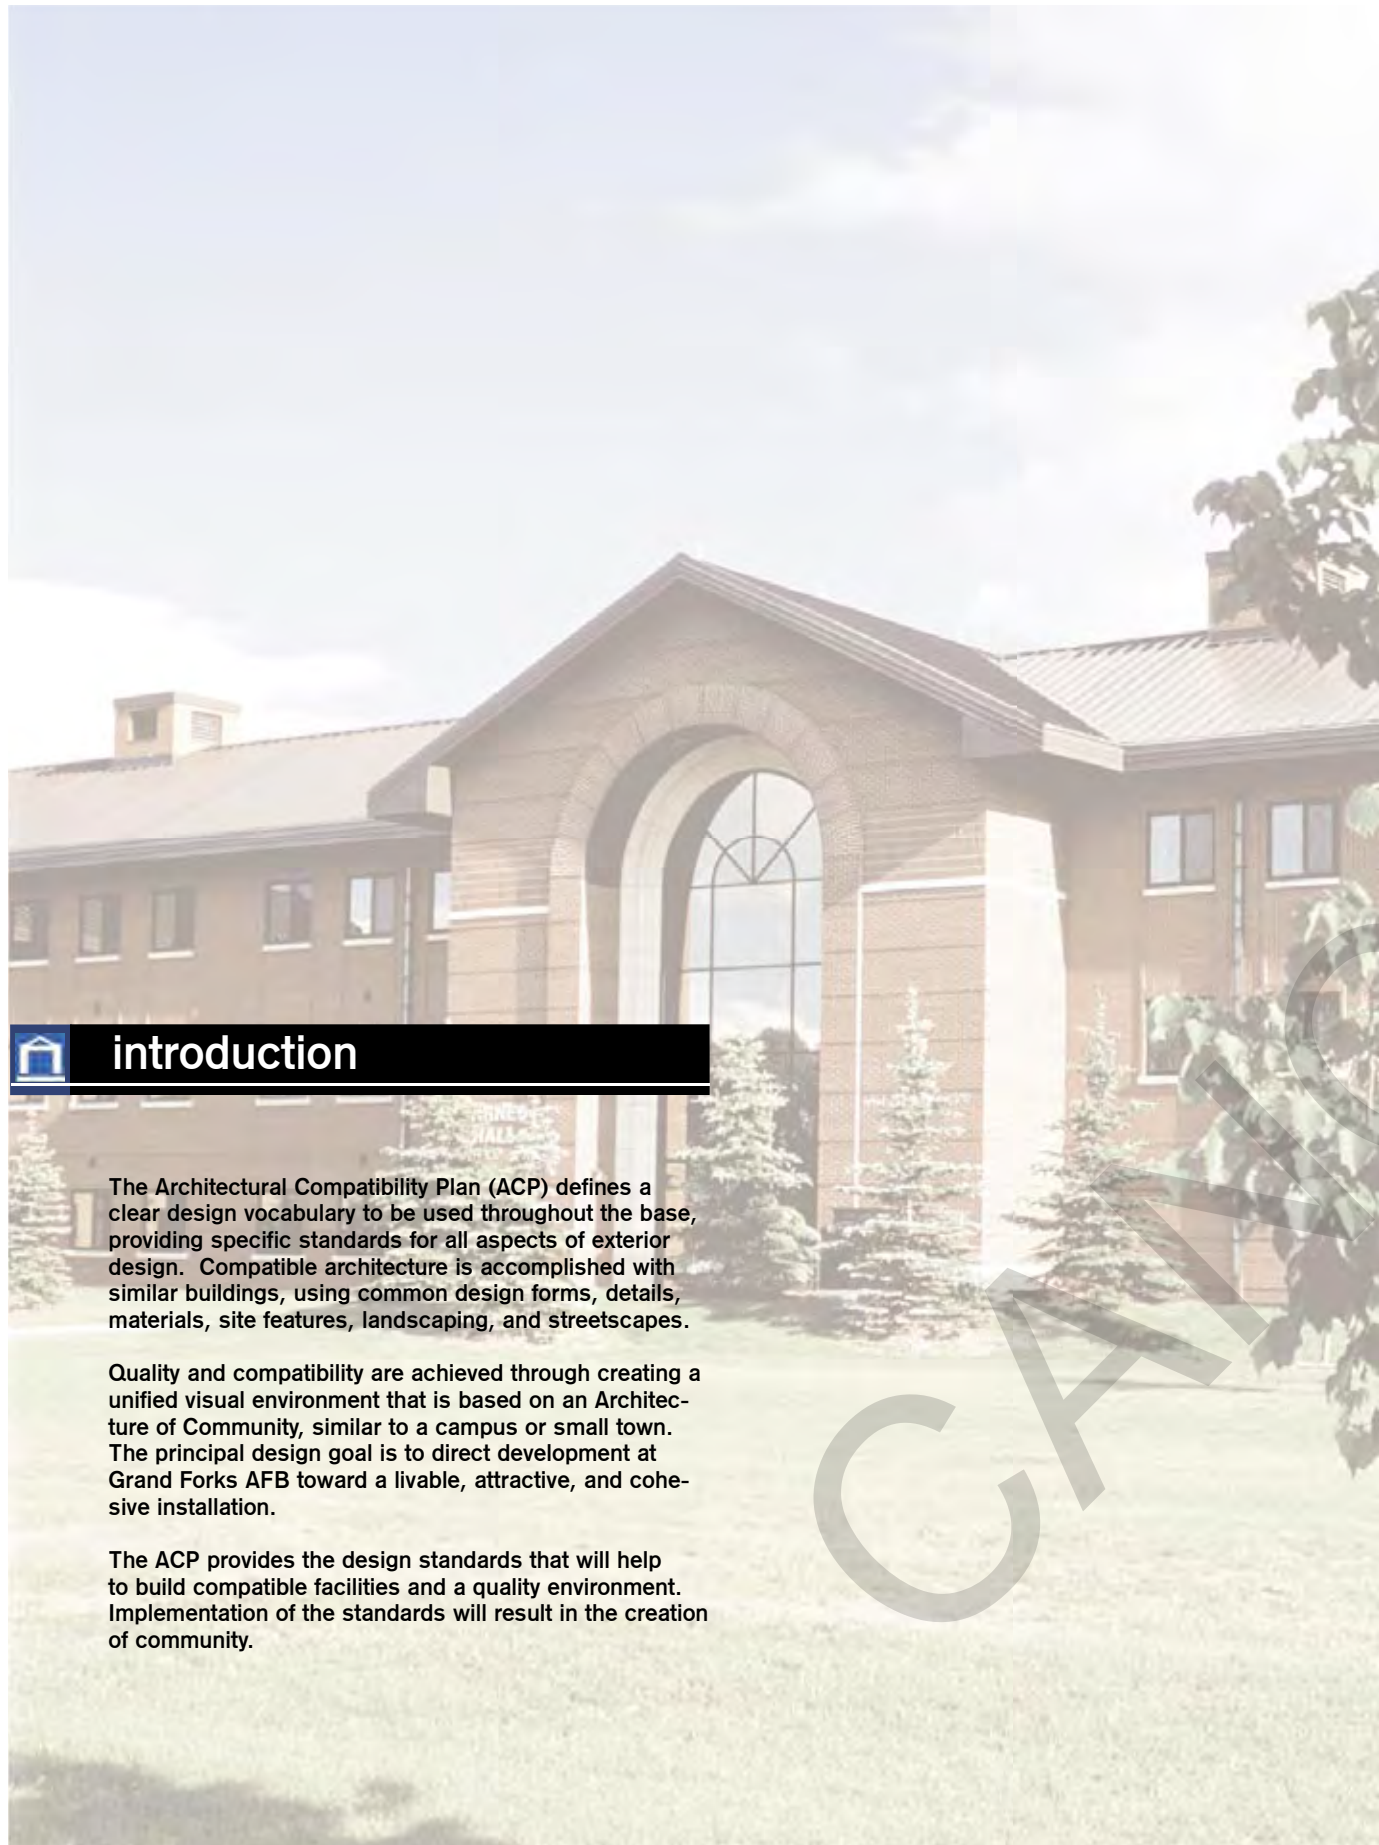 introduction
The Architectural Compatibility Plan (ACP) defines a
clear design vocabulary to be used throughout the base,
providing specific standards for all aspects of exterior
design.  Compatible architecture is accomplished with
similar buildings, using common design forms, details,
materials, site features, landscaping, and streetscapes.
Quality and compatibility are achieved through creating a
unified visual environment that is based on an Architec-
ture of Community, similar to a campus or small town.
The principal design goal is to direct development at
Grand Forks AFB toward a livable, attractive, and cohe-
sive installation.
The ACP provides the design standards that will help
to build compatible facilities and a quality environment.
Implementation of the standards will result in the creation
of community.
HALL